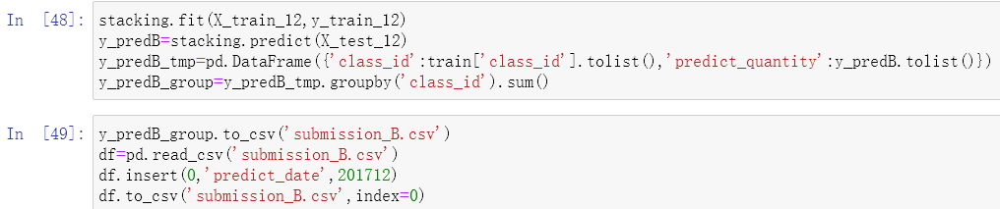 In [48]: stacking.fit(X_train_12,y_train_12)
y_predB=stacking.predict(X_test_12)
y_predB_tmp=pd.DataFrame({'class_id':train['class_id'].tolist(),'predict_quantity':y_predB.tolist()})
y_predB_group=y_predB_tmp.groupby('class_id').sum()
In [49]: y_predB_group.to_csv('submission_B.csv')
df=pd.read_csv('submission_B.csv')
df.insert(0,'predict_date',201712)
df.to_csv('submission_B.csv',index=0)